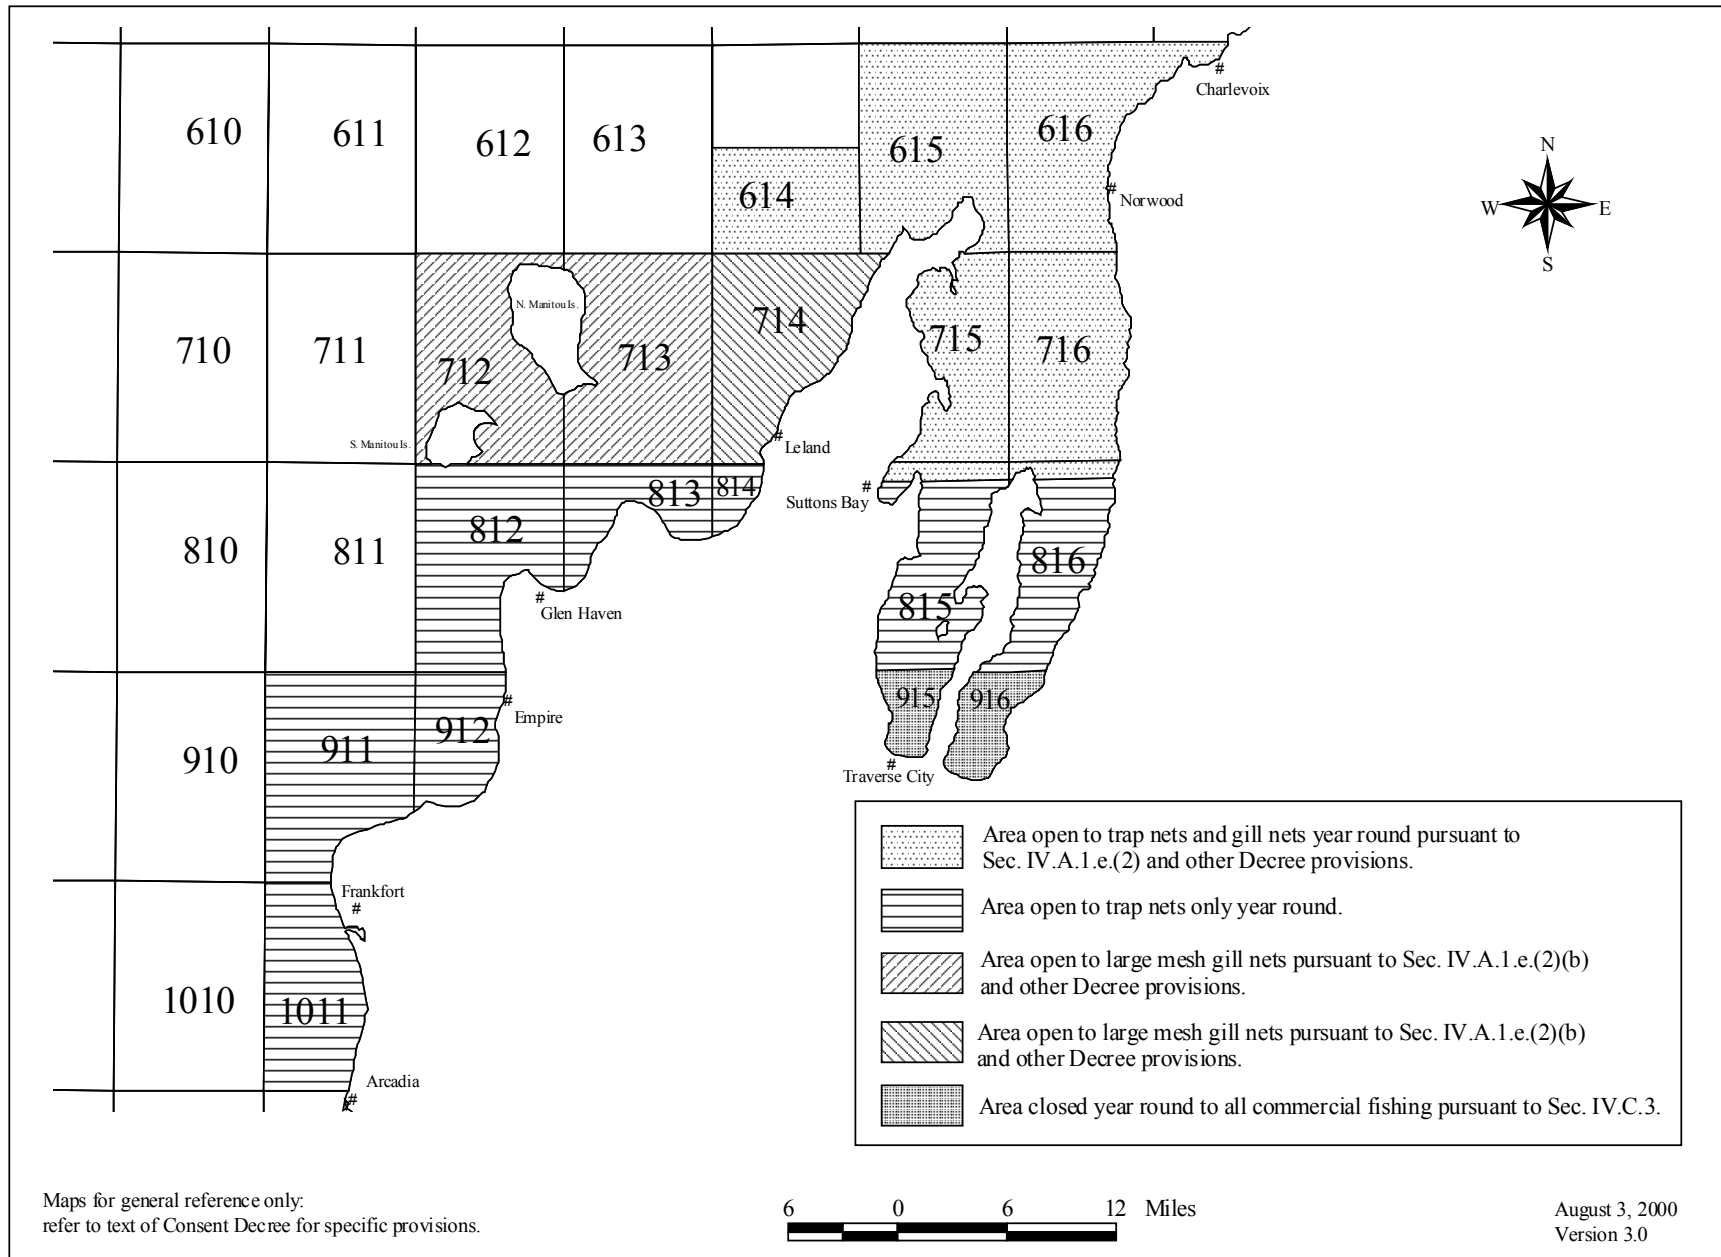 Charlevoix
610
611
612
613
614
615
616
Norwood
N
W
E
S
710
711
712
N. Manitou Is.
713
714
715
716
S. Manitou Is.
Leland
Suttons Bay
810
811
812
813
814
815
816
Glen Haven
910
911
912
Empire
915
916
Traverse City
Frankfort
1010
1011
Arcadia
Area open to trap nets and gill nets year round pursuant to
Sec. IV.A.1.e.(2) and other Decree provisions.
Area open to trap nets only year round.
Area open to large mesh gill nets pursuant to Sec. IV.A.1.e.(2)(b)
and other Decree provisions.
Area open to large mesh gill nets pursuant to Sec. IV.A.1.e.(2)(b)
and other Decree provisions.
Area closed year round to all commercial fishing pursuant to Sec. IV.C.3.
Maps for general reference only:
refer to text of Consent Decree for specific provisions.
6 0 6 12 Miles
August 3, 2000
Version 3.0